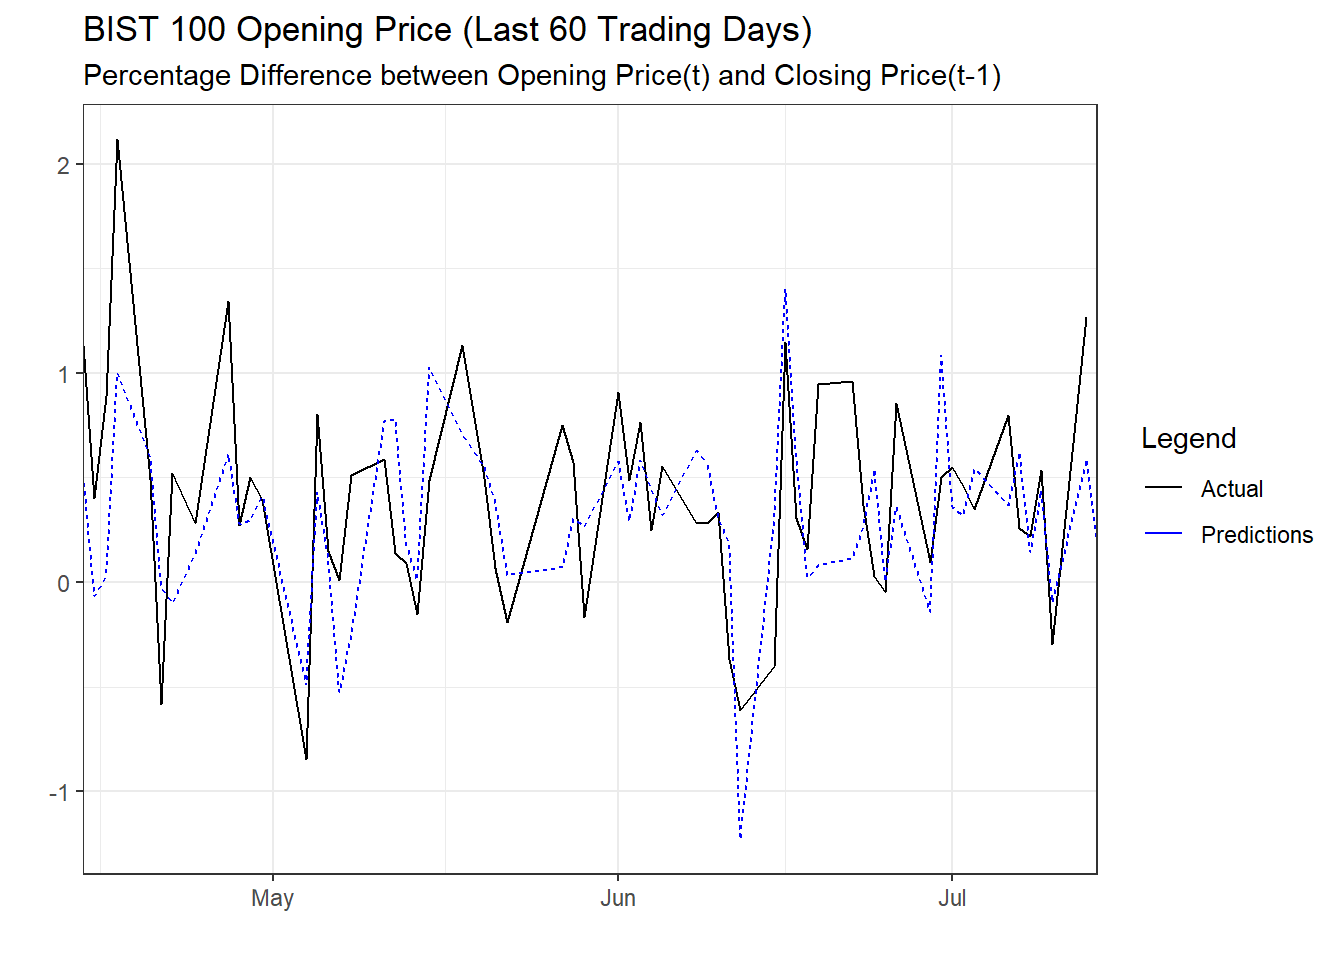 BIST 100 Opening Price (Last 60 Trading Days)
Percentage Difference between Opening Price(t) and Closing Price(t-1)
2
1
0
-1
May
Jun
Jul
Legend
Actual
Predictions